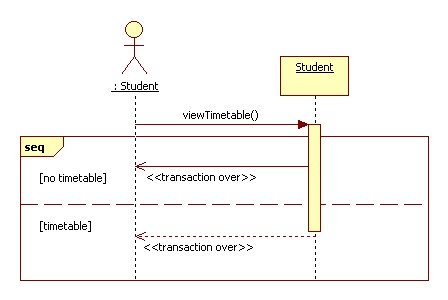 : Student
Student
viewTimetable()
seq
[no timetable]
<<transaction over>>
[timetable]
<<transaction over>>